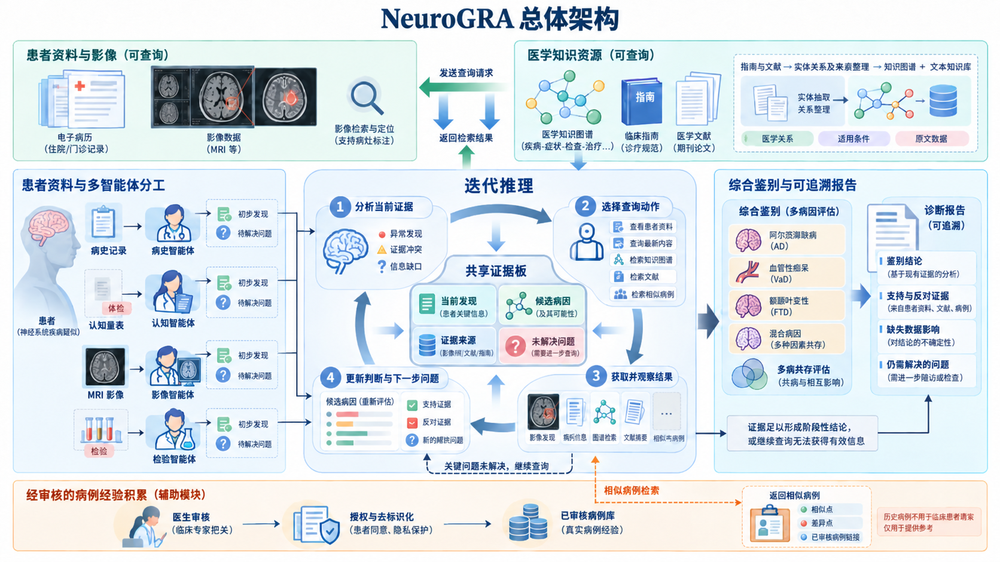 NeuroGRA 总体架构
患者资料与影像（可查询）
电子病历
（住院/门诊记录）
影像数据
（MRI 等）
影像检索与定位
（支持病灶标注）
发送查询请求
返回检索结果
医学知识资源（可查询）
医学知识图谱
（疾病-症状-检查-治疗...）
指南
临床指南
（诊疗规范）
医学文献
（期刊论文）
指南与文献 → 实体关系及来源整理 → 知识图谱 + 文本知识库
实体抽取
关系整理
医学关系
适用条件
原文数据
患者资料与多智能体分工
患者
（神经系统疾病疑似）
病史记录
病史智能体
初步发现
待解决问题
体检
认知量表
认知智能体
初步发现
待解决问题
MRI 影像
影像智能体
初步发现
待解决问题
检验
检验智能体
初步发现
待解决问题
迭代推理
1 分析当前证据
异常发现
证据冲突
信息缺口
2 选择查询动作
查看患者资料
查询最新内容
检索知识图谱
检索文献
检索相似病例
共享证据板
当前发现
（患者关键信息）
候选病因
（及其可能性）
证据来源
（影像/文献/指南）
未解决问题
（需要进一步查询）
4 更新判断与下一步问题
候选病因（重新评估）
支持证据
反对证据
新的问题
3 获取并观察结果
影像发现
信息
图谱检索
文献摘要
...
相似病例
关键问题未解决，继续查询
综合鉴别与可追溯报告
综合鉴别（多病因评估）
阿尔
病
（AD）
血管性痴呆
（VaD）
额颞叶变性
（FTD）
混合病因
（多种因素共存）
多病共存评估
（共病与相互影响）
诊断报告
（可追溯）
鉴别结论
（基于现有证据的分析）
支持与反对证据
（来自患者资料、文献、病例）
缺失数据影响
（对结论的不确定性）
仍需解决的问题
（需进一步随访或检查）
证据足以形成阶段性结论，
或继续查询无法获得有效信息
经审核的病例经验积累（辅助模块）
医生审核
（临床专家把关）
授权与去标识化
（患者同意、隐私保护）
已审核病例库
（真实病例经验）
相似病例检索
返回相似病例
相似点
差异点
已审核病例链接
历史病例不用于临床患者
仅用于提供参考